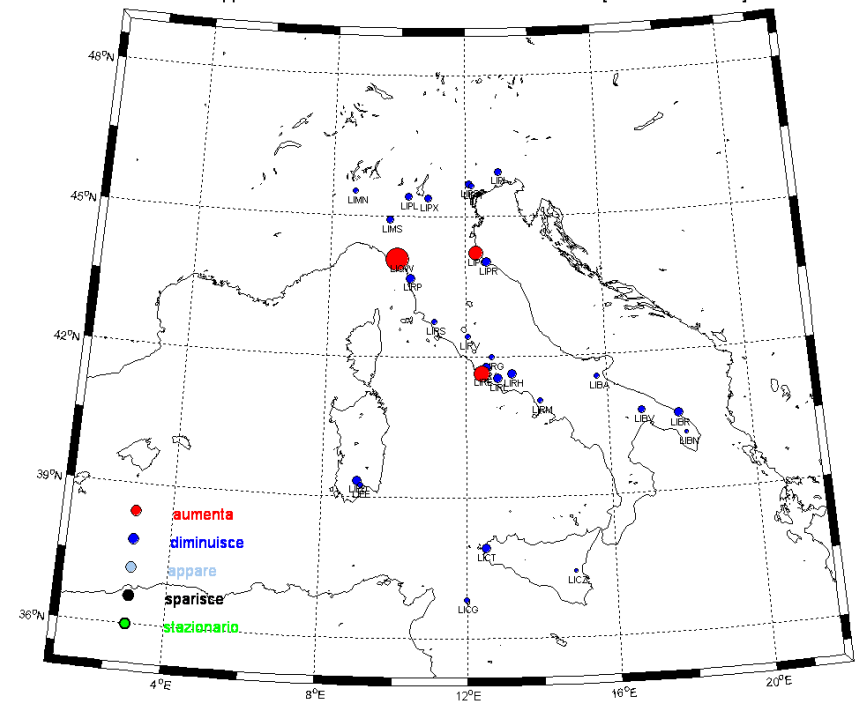 48°N
45°N
42°N
39°N
36°N
4°E
8°E
12°E
16°E
20°E
LIMN
LIPL
LIPX
LIMS
LIPR
LIRP
LIRS
LIRV
LIRH
LIRM
LIBA
LIBV
LIBR
LIBN
LICT
LICZ
LICG
aumenta
diminuisce
appare
sparisce
stazionario